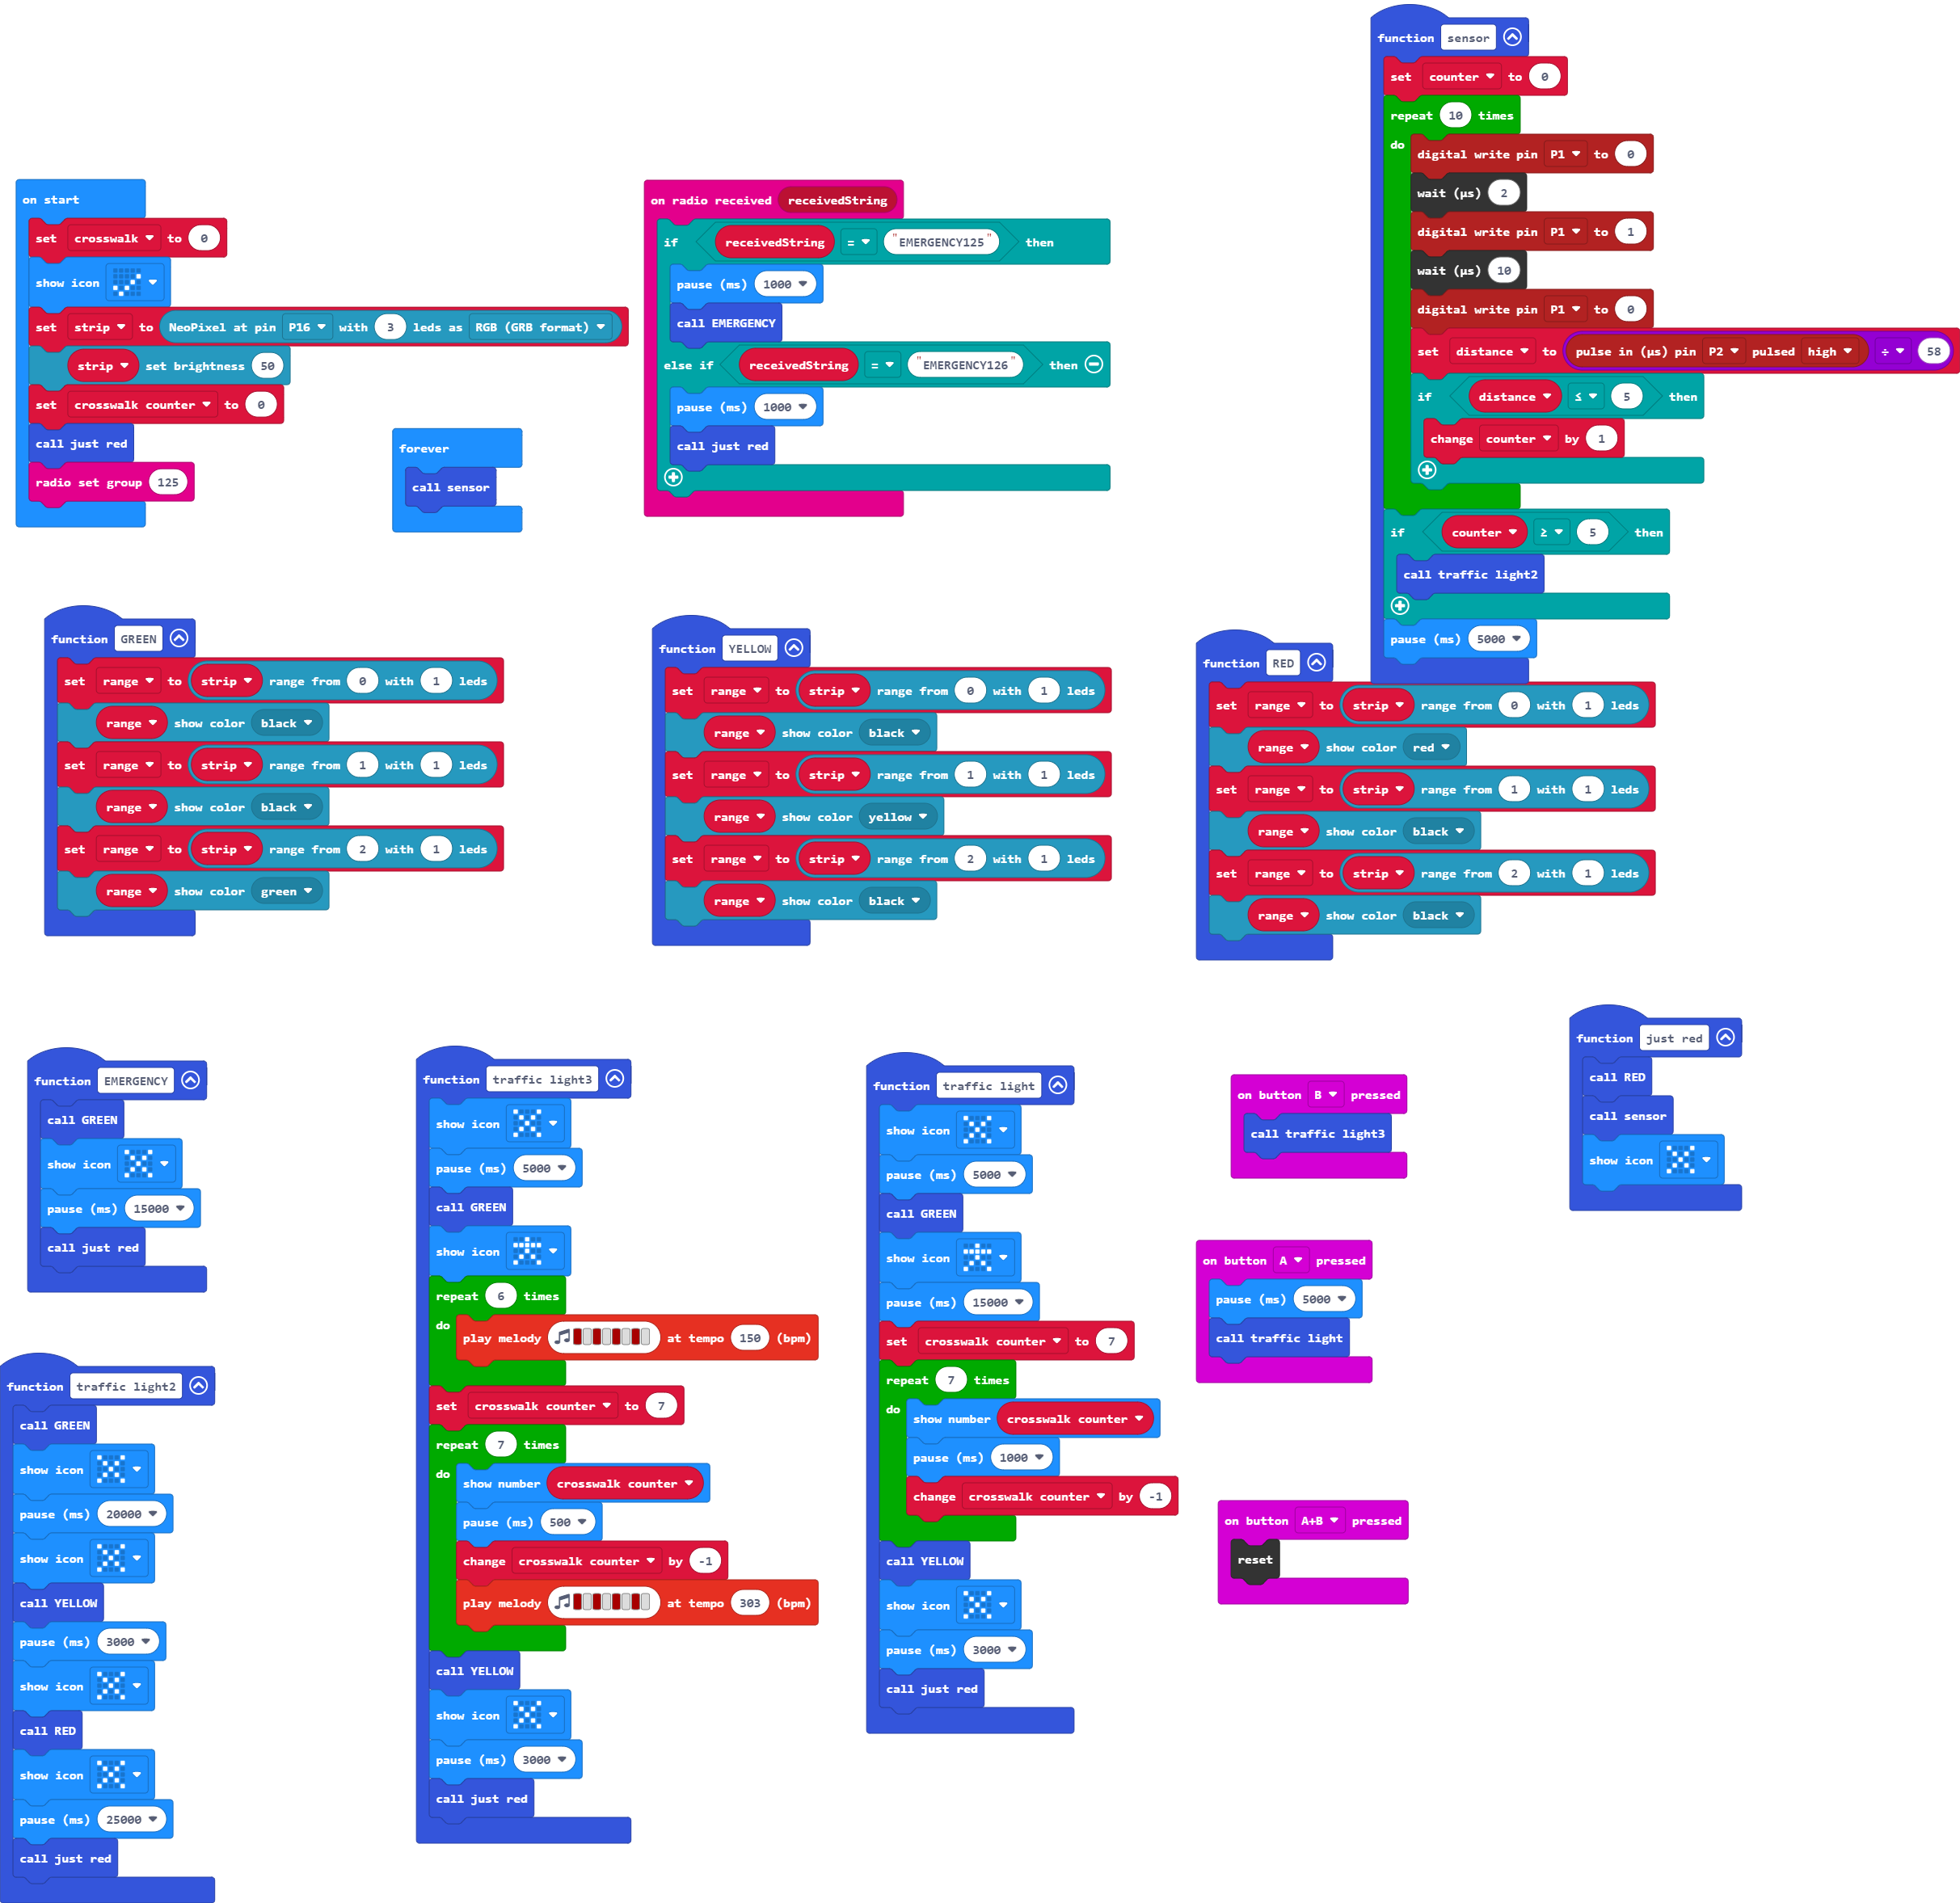 on start
set crosswalk to 0
show icon
set strip to NeoPixel at pin P16 with 3 leds as RGB (GRB format)
strip set brightness 50
set crosswalk counter to 0
call just red
radio set group 125
forever
call sensor
on radio received receivedString
if receivedString = "EMERGENCY125" then
pause (ms) 1000
call EMERGENCY
else if receivedString = "EMERGENCY126" then
pause (ms) 1000
call just red
function sensor
set counter to 0
repeat 10 times
do
digital write pin P1 to 0
wait (µs) 2
digital write pin P1 to 1
wait (µs) 10
digital write pin P1 to 0
set distance to pulse in (µs) pin P2 pulsed high ÷ 58
if distance ≤ 5 then
change counter by 1
if counter ≥ 5 then
call traffic light2
pause (ms) 5000
function GREEN
set range to strip range from 0 with 1 leds
range show color black
set range to strip range from 1 with 1 leds
range show color black
set range to strip range from 2 with 1 leds
range show color green
function YELLOW
set range to strip range from 0 with 1 leds
range show color black
set range to strip range from 1 with 1 leds
range show color yellow
set range to strip range from 2 with 1 leds
range show color black
function RED
set range to strip range from 0 with 1 leds
range show color red
set range to strip range from 1 with 1 leds
range show color black
set range to strip range from 2 with 1 leds
range show color black
function EMERGENCY
call GREEN
show icon
pause (ms) 15000
call just red
function traffic light2
call GREEN
show icon
pause (ms) 20000
show icon
call YELLOW
pause (ms) 3000
show icon
call RED
show icon
pause (ms) 25000
call just red
function traffic light3
show icon
pause (ms) 5000
call GREEN
show icon
repeat 6 times
do
play melody at tempo 150 (bpm)
set crosswalk counter to 7
repeat 7 times
do
show number crosswalk counter
pause (ms) 500
change crosswalk counter by -1
play melody at tempo 303 (bpm)
call YELLOW
show icon
pause (ms) 3000
call just red
function traffic light
show icon
pause (ms) 5000
call GREEN
show icon
pause (ms) 15000
set crosswalk counter to 7
repeat 7 times
do
show number crosswalk counter
pause (ms) 1000
change crosswalk counter by -1
call YELLOW
show icon
pause (ms) 3000
call just red
on button B pressed
call traffic light3
on button A pressed
pause (ms) 5000
call traffic light
on button A+B pressed
reset
function just red
call RED
call sensor
show icon